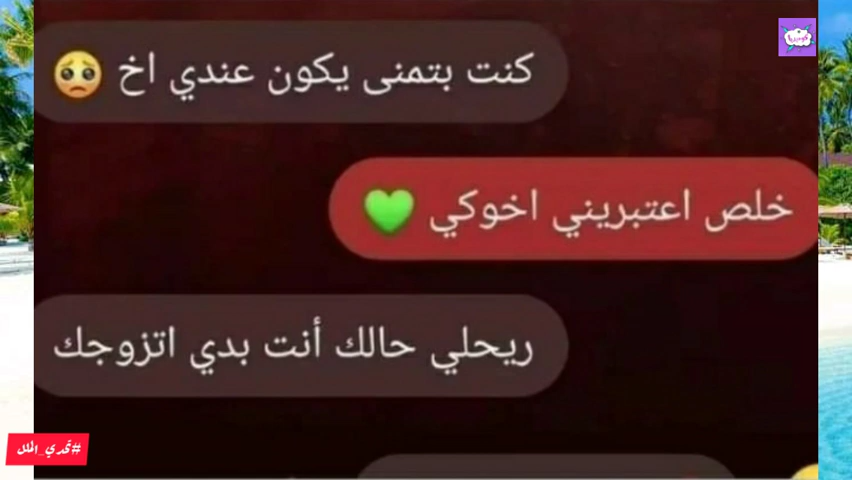 كنت بتمنى يكون عندي اخ 🥺
خلص اعتبريني اخوكي 💚
ريحلي حالك أنت بدي اتزوجك
#تحدي_الملل